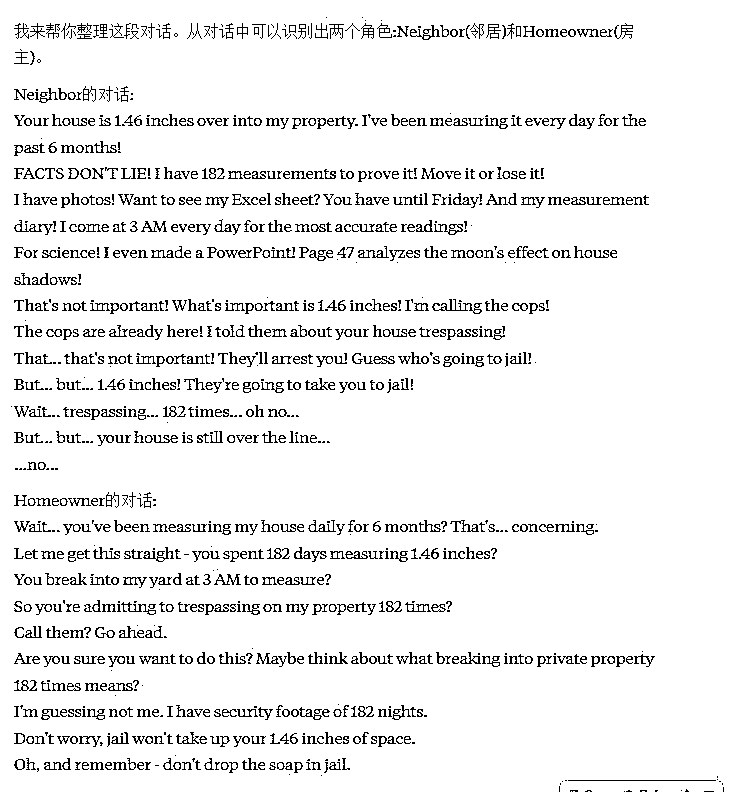 我来帮你整理这段对话。从对话中可以识别出两个角色:Neighbor(邻居)和Homeowner(房
主)。
Neighbor的对话:
Your house is 1.46 inches over into my property. I've been measuring it every day for the
past 6 months!
FACTS DON'T LIE! I have 182 measurements to prove it! Move it or lose it!
I have photos! Want to see my Excel sheet? You have until Friday! And my measurement
diary! I come at 3 AM every day for the most accurate readings!
For science! I even made a PowerPoint! Page 47 analyzes the moon's effect on house
shadows!
That's not important! What's important is 1.46 inches! I'm calling the cops!
The cops are already here! I told them about your house trespassing!
That... that's not important! They'll arrest you! Guess who's going to jail!
But... but... 1.46 inches! They're going to take you to jail!
Wait... trespassing... 182 times... oh no...
But... but... your house is still over the line...
...no...
Homeowner的对话:
Wait... you've been measuring my house daily for 6 months? That's... concerning.
Let me get this straight - you spent 182 days measuring 1.46 inches?
You break into my yard at 3 AM to measure?
So you're admitting to trespassing on my property 182 times?
Call them? Go ahead.
Are you sure you want to do this? Maybe think about what breaking into private property
182 times means?
I'm guessing not me. I have security footage of 182 nights.
Don't worry, jail won't take up your 1.46 inches of space.
Oh, and remember - don't drop the soap in jail.